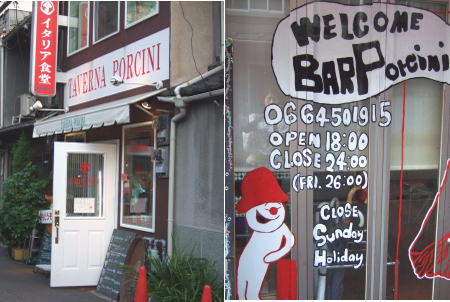 イタリア食堂
TAVERNA PORCINI
WELCOME
BAR Porcini
0664501915
OPEN 18:00
CLOSE 24:00
(FRI. 26:00)
CLOSE
Sunday
Holiday